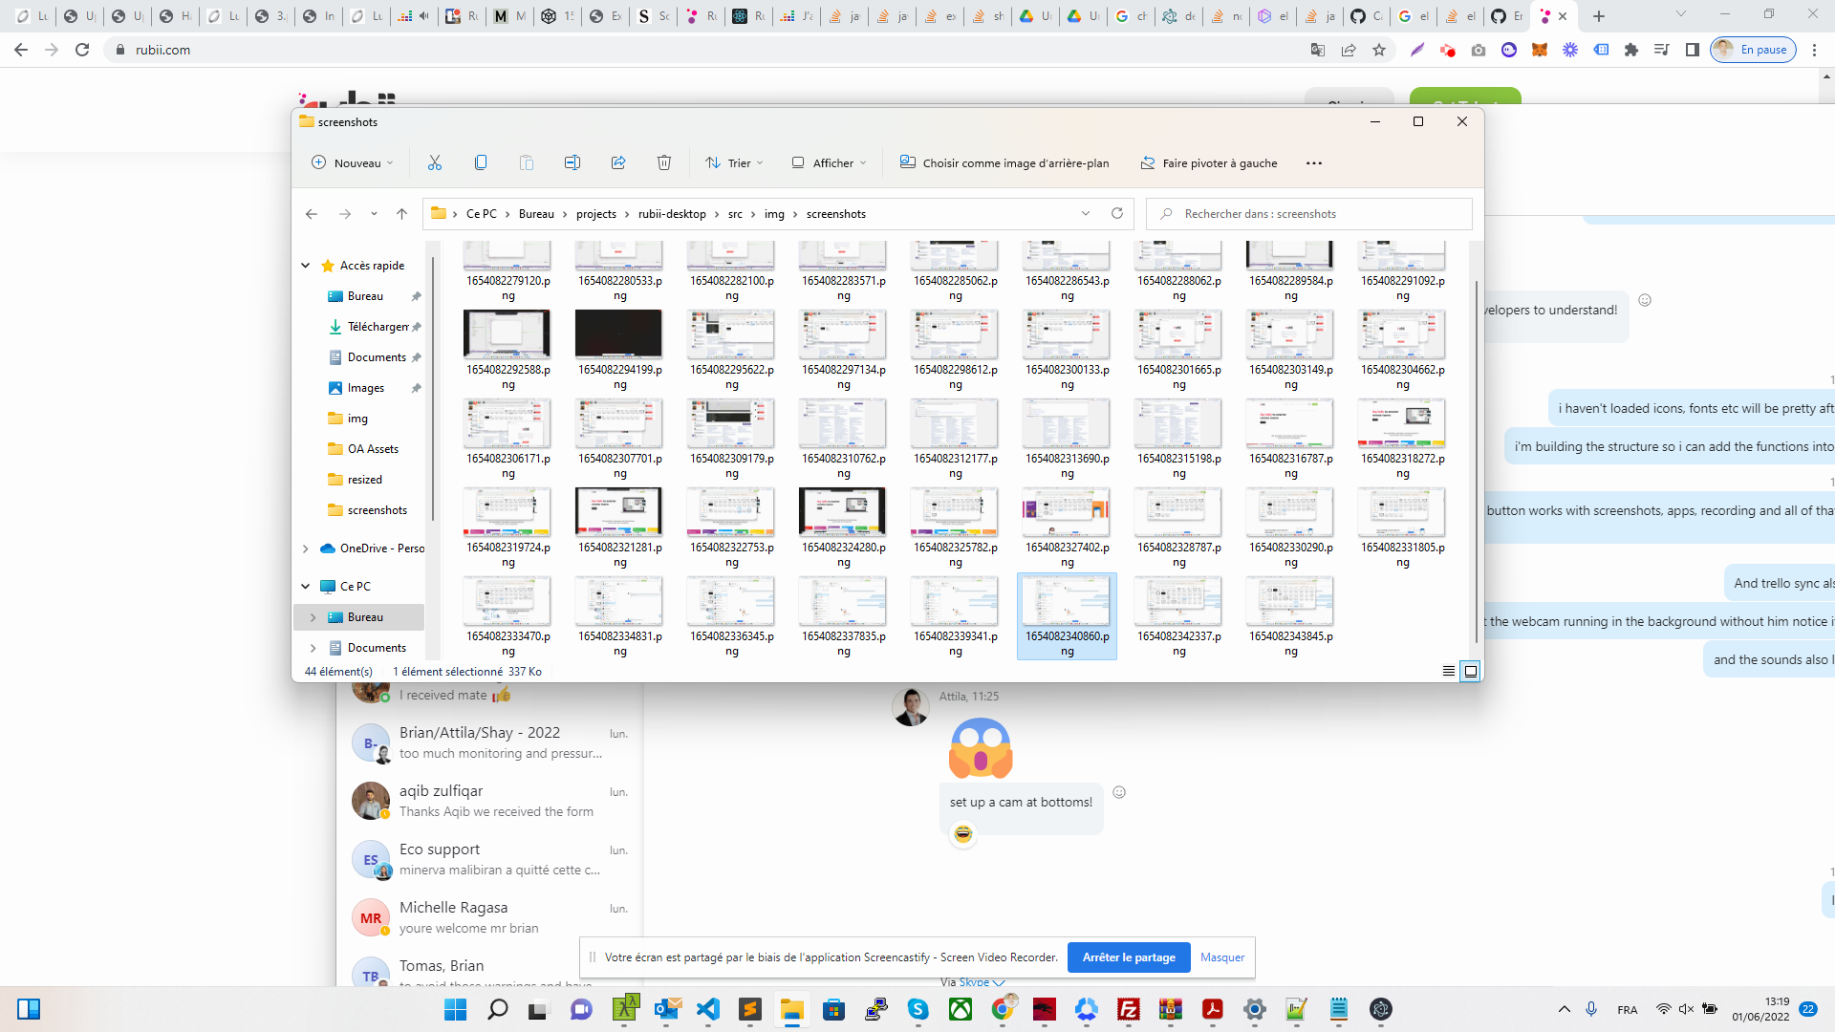 rubii.com
En pause
screenshots
Nouveau
Trier
Afficher
Choisir comme image d'arrière-plan
Faire pivoter à gauche
Ce PC > Bureau > projects > rubii-desktop > src > img > screenshots
Rechercher dans : screenshots
Accès rapide
Bureau
Téléchargem
Documents
Images
img
OA Assets
resized
screenshots
OneDrive - Perso
Ce PC
Bureau
Documents
1654082279120.png
1654082280533.png
1654082282100.png
1654082283571.png
1654082285062.png
1654082286543.png
1654082288062.png
1654082289584.png
1654082291092.png
1654082292588.png
1654082294199.png
1654082295622.png
1654082297134.png
1654082298612.png
1654082300133.png
1654082301665.png
1654082303149.png
1654082304662.png
1654082306171.png
1654082307701.png
1654082309179.png
1654082310762.png
1654082312177.png
1654082313690.png
1654082315198.png
1654082316787.png
1654082318272.png
1654082319724.png
1654082321281.png
1654082322753.png
1654082324280.png
1654082325782.png
1654082327402.png
1654082328787.png
1654082330290.png
1654082331805.png
1654082333470.png
1654082334831.png
1654082336345.png
1654082337835.png
1654082339341.png
1654082340860.png
1654082342337.png
1654082343845.png
44 élément(s)
1 élément sélectionné 337 Ko
velopers to understand!
i haven't loaded icons, fonts etc will be pretty aft
i'm building the structure so i can add the functions into
button works with screenshots, apps, recording and all of tha
And trello sync als
t the webcam running in the background without him notice i
and the sounds also l
I received mate
B-
Brian/Attila/Shay - 2022
lun.
too much monitoring and pressur...
aqib zulfiqar
lun.
Thanks Aqib we received the form
ES
Eco support
lun.
minerva malibiran a quitté cette c...
MR
Michelle Ragasa
lun.
youre welcome mr brian
TB
Tomas, Brian
to avoid those warnings and have
Attila, 11:25
set up a cam at bottoms!
Votre écran est partagé par le biais de l'application Screencastify - Screen Video Recorder.
Arrêter le partage
Masquer
Via Skype
FRA
13:19
01/06/2022
22